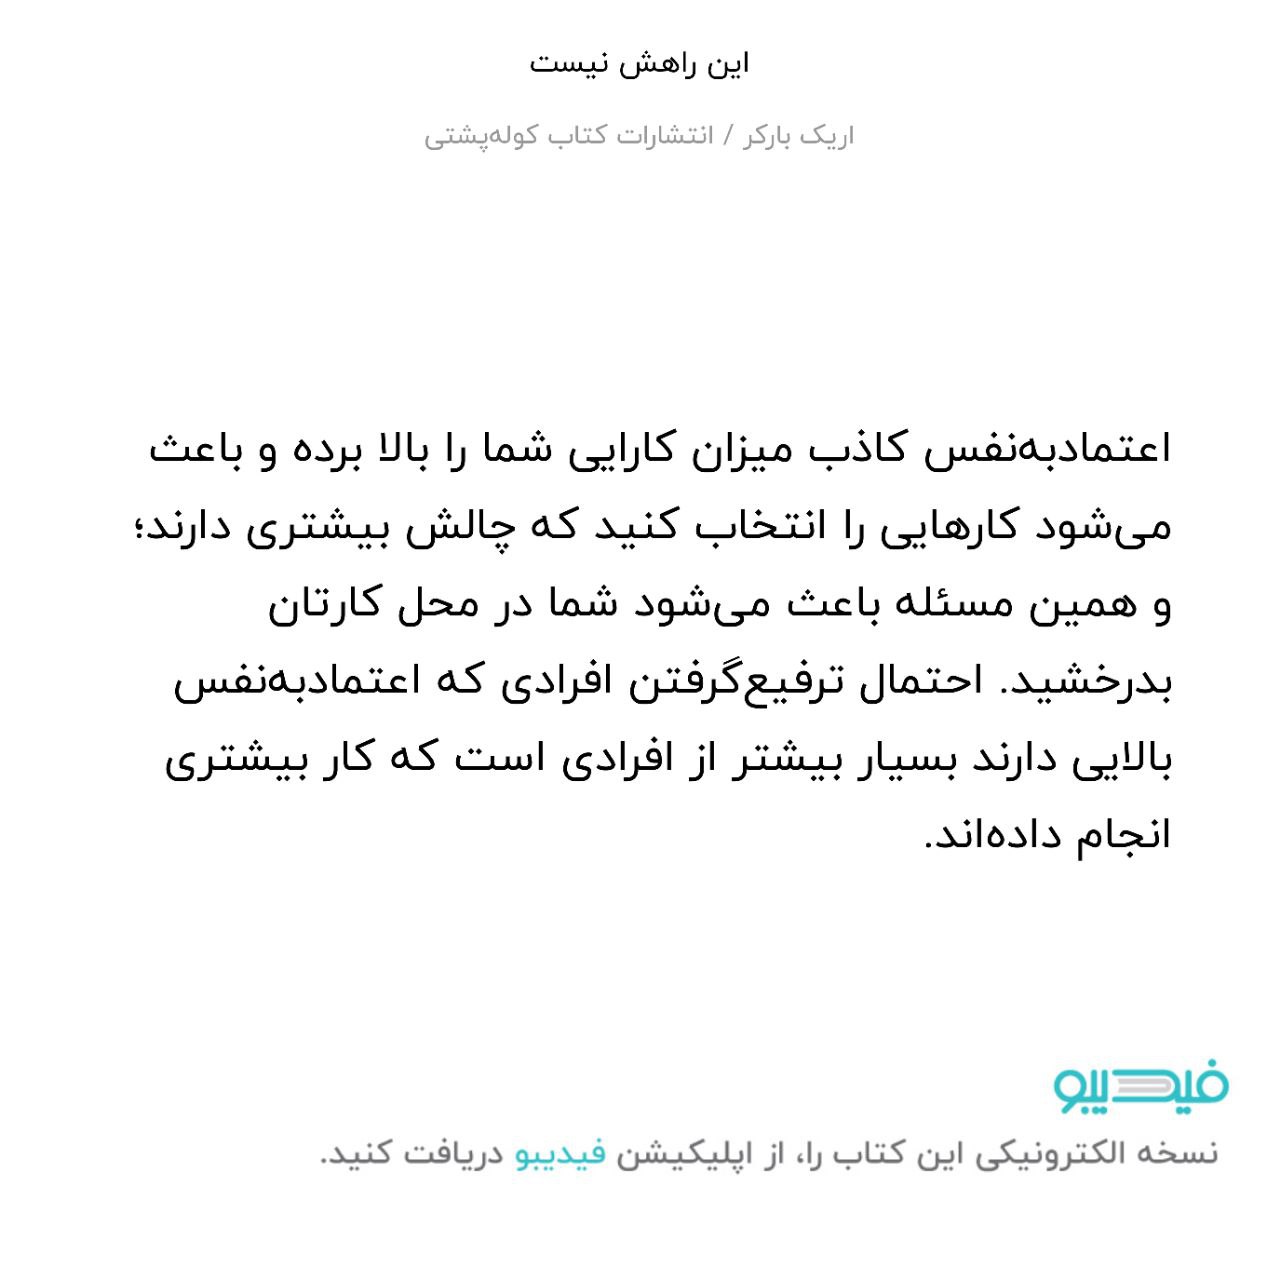 این راهش نیست
اریک بارکر / انتشارات کتاب کوله‌پشتی
اعتمادبه‌نفس کاذب میزان کارایی شما را بالا برده و باعث
می‌شود کارهایی را انتخاب کنید که چالش بیشتری دارند؛
و همین مسئله باعث می‌شود شما در محل کارتان
بدرخشید. احتمال ترفیع‌گرفتن افرادی که اعتمادبه‌نفس
بالایی دارند بسیار بیشتر از افرادی است که کار بیشتری
انجام داده‌اند.
فیدیبو
نسخه الکترونیکی این کتاب را، از اپلیکیشن فیدیبو دریافت کنید.